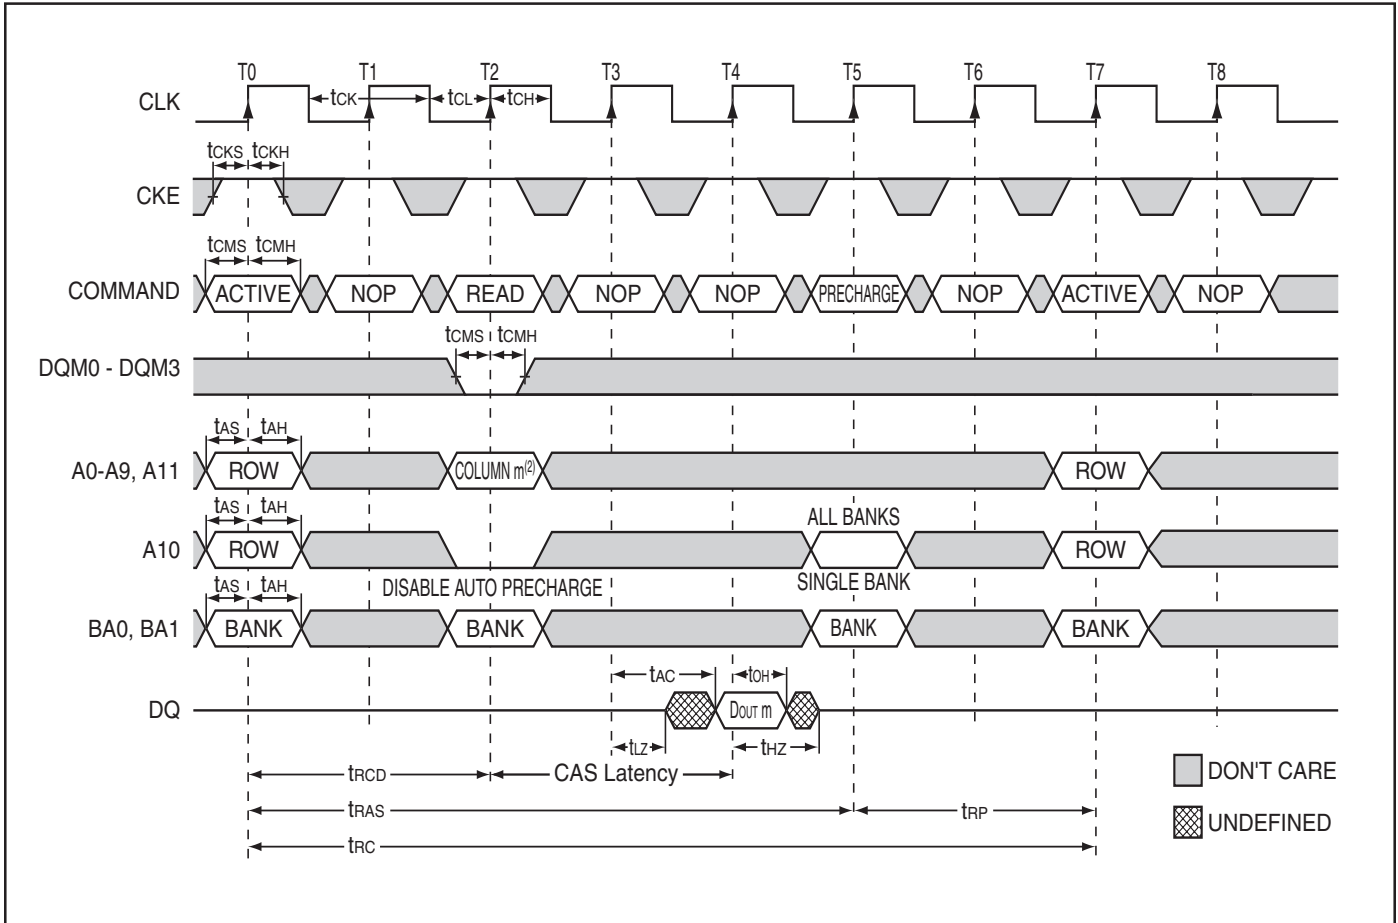 T0 T1 T2 T3 T4 T5 T6 T7 T8
CLK tCK tCL tCH
tCKS tCKH
CKE
tCMS tCMH
COMMAND ACTIVE NOP READ NOP NOP PRECHARGE NOP ACTIVE NOP
tCMS tCMH
DQM0 - DQM3
tAS tAH
A0-A9, A11 ROW COLUMN m(2) ROW
tAS tAH ALL BANKS
A10 ROW ROW
tAS tAH DISABLE AUTO PRECHARGE SINGLE BANK
BA0, BA1 BANK BANK BANK BANK
tAC tOH
DQ DOUT m
tLZ tHZ
tRCD CAS Latency DON'T CARE
tRAS tRP
UNDEFINED
tRC